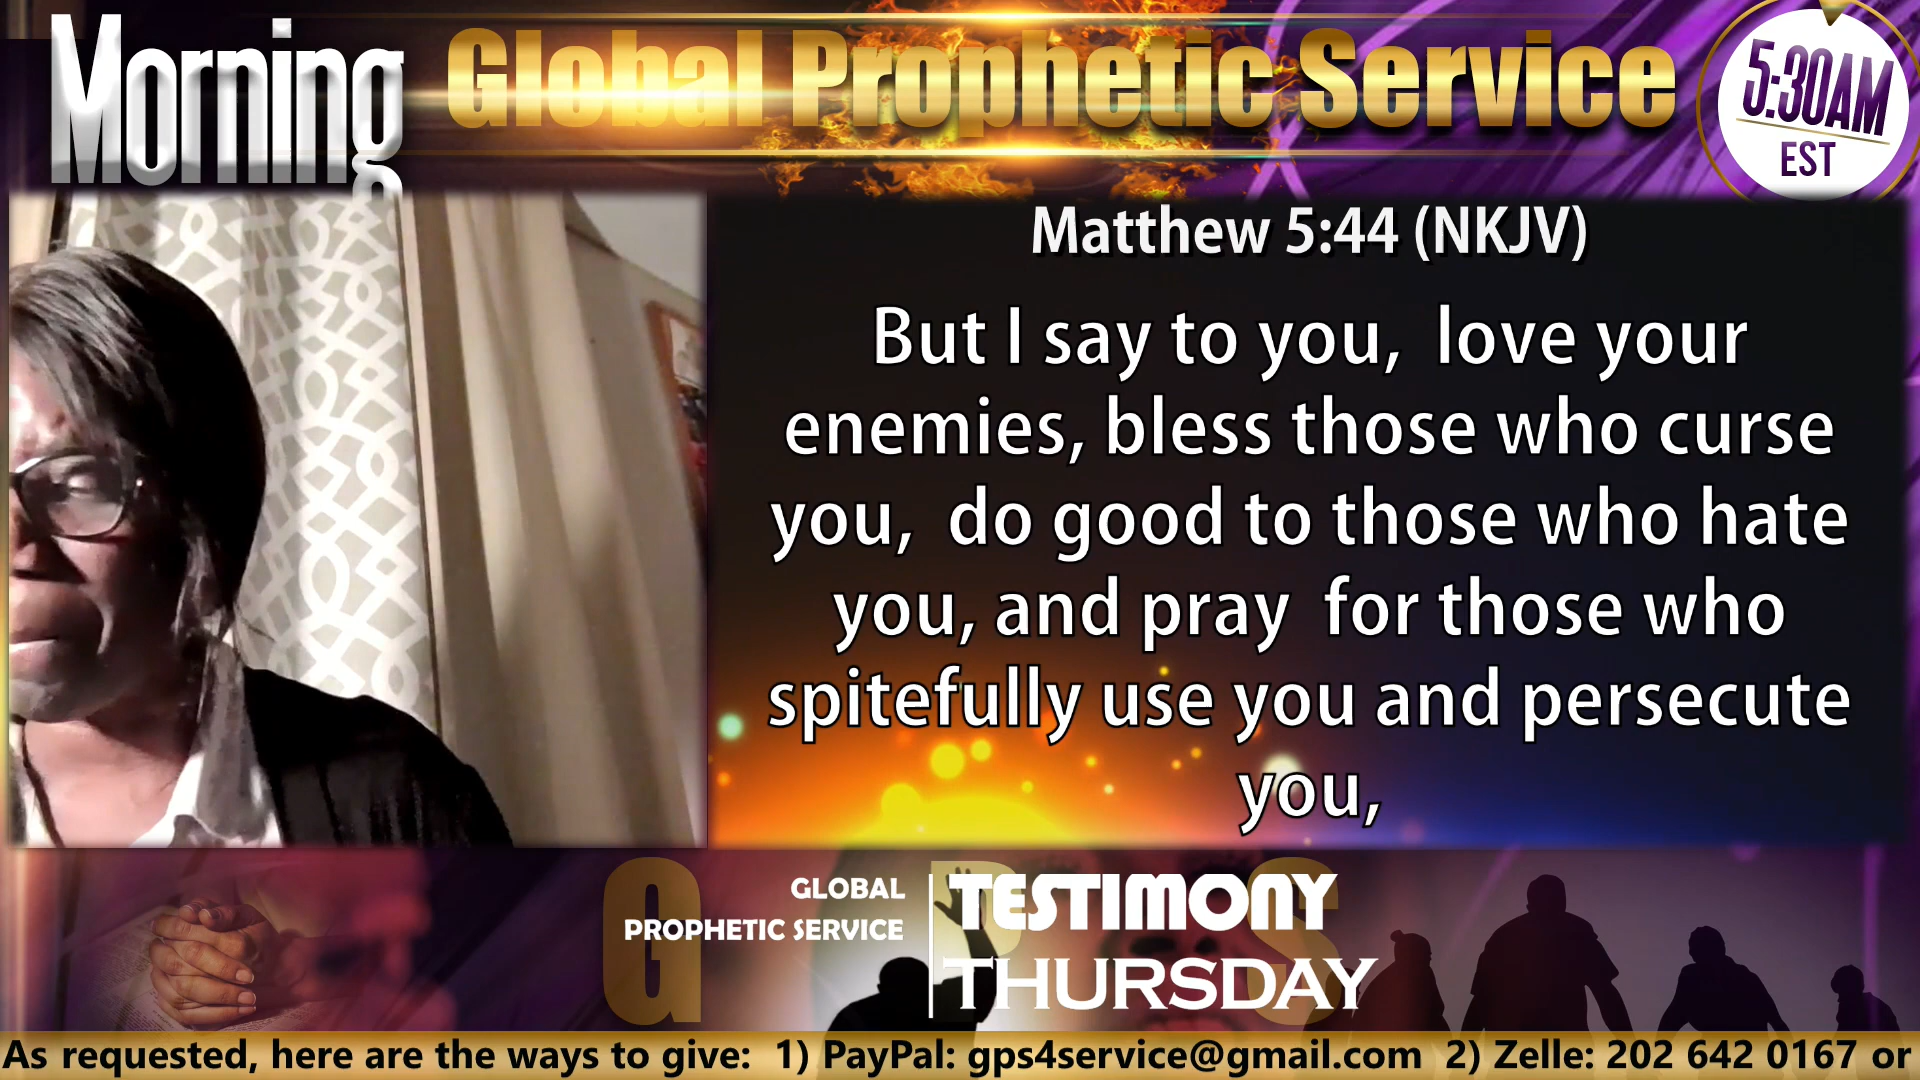 Morning Global Prophetic Service
5:30AM
EST
Matthew 5:44 (NKJV)
But I say to you, love your
enemies, bless those who curse
you, do good to those who hate
you, and pray for those who
spitefully use you and persecute
you,
G P S
GLOBAL
PROPHETIC SERVICE
TESTIMONY
THURSDAY
As requested, here are the ways to give: 1) PayPal: gps4service@gmail.com 2) Zelle: 202 642 0167 or